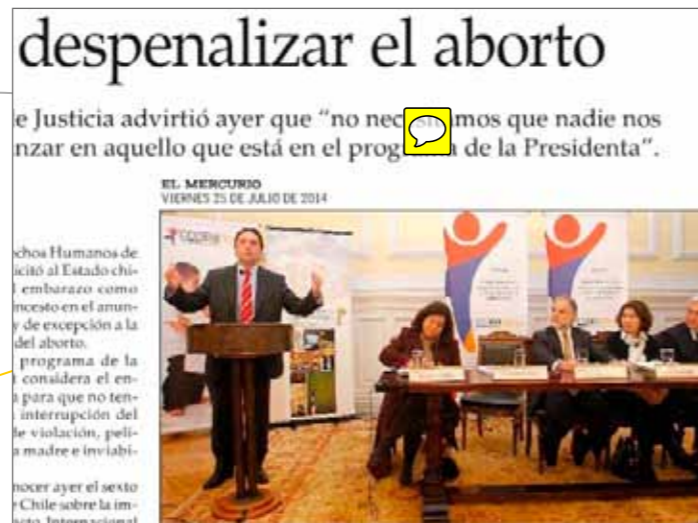 despenalizar el aborto
e Justicia advirtió ayer que “no mos que nadie nos
nzar en aquello que está en el de la Presidenta”.
EL MERCURIO
VIERNES 25 DE JULIO DE 2014
chos Humanos de
icitó al Estado chi-
embarazo como
incesto en el anun-
y de excepción a la
del aborto.
programa de la
considera el en-
para que no ten-
interrupción del
de violación, peli-
a madre e inviabi-
nocer ayer el sexto
Chile sobre la im-
Internacional